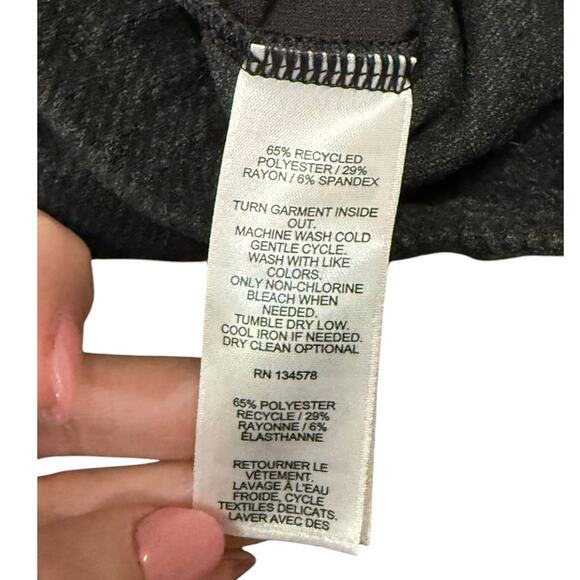 65% RECYCLED
POLYESTER / 29%
RAYON / 6% SPANDEX
TURN GARMENT INSIDE
OUT.
MACHINE WASH COLD
GENTLE CYCLE.
WASH WITH LIKE
COLORS.
ONLY NON-CHLORINE
BLEACH WHEN
NEEDED.
TUMBLE DRY LOW.
COOL IRON IF NEEDED.
DRY CLEAN OPTIONAL
RN 134578
65% POLYESTER
RECYCLE / 29%
RAYONNE / 6%
ÉLASTHANNE
RETOURNER LE
VÊTEMENT.
LAVAGE À L'EAU
FROIDE, CYCLE
TEXTILES DELICATS.
LAVER AVEC DES